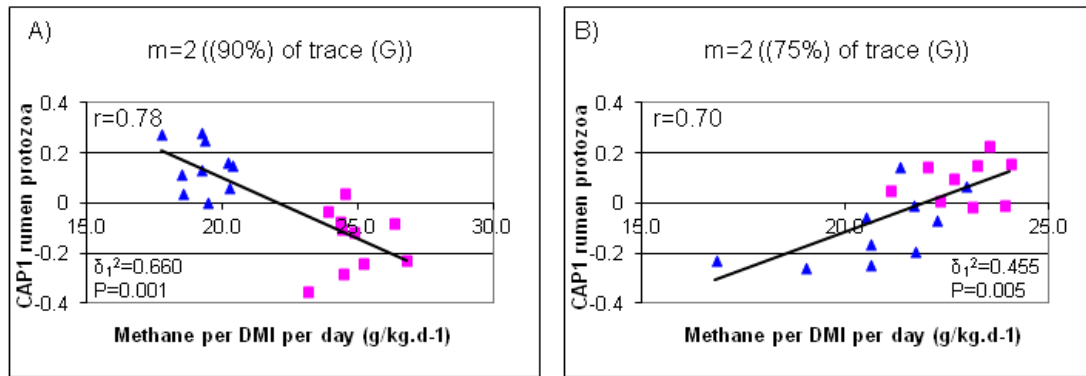 A)
m=2 ((90%) of trace (G))
CAP1 rumen protozoa
0.4
0.2
0
-0.2
-0.4
r=0.78
15.0
20.0
25.0
30.0
δ₁²=0.660
P=0.001
Methane per DMI per day (g/kg.d-1)
B)
m=2 ((75%) of trace (G))
CAP1 rumen protozoa
0.4
0.2
0
-0.2
-0.4
r=0.70
15.0
20.0
25.0
δ₁²=0.455
P=0.005
Methane per DMI per day (g/kg.d-1)